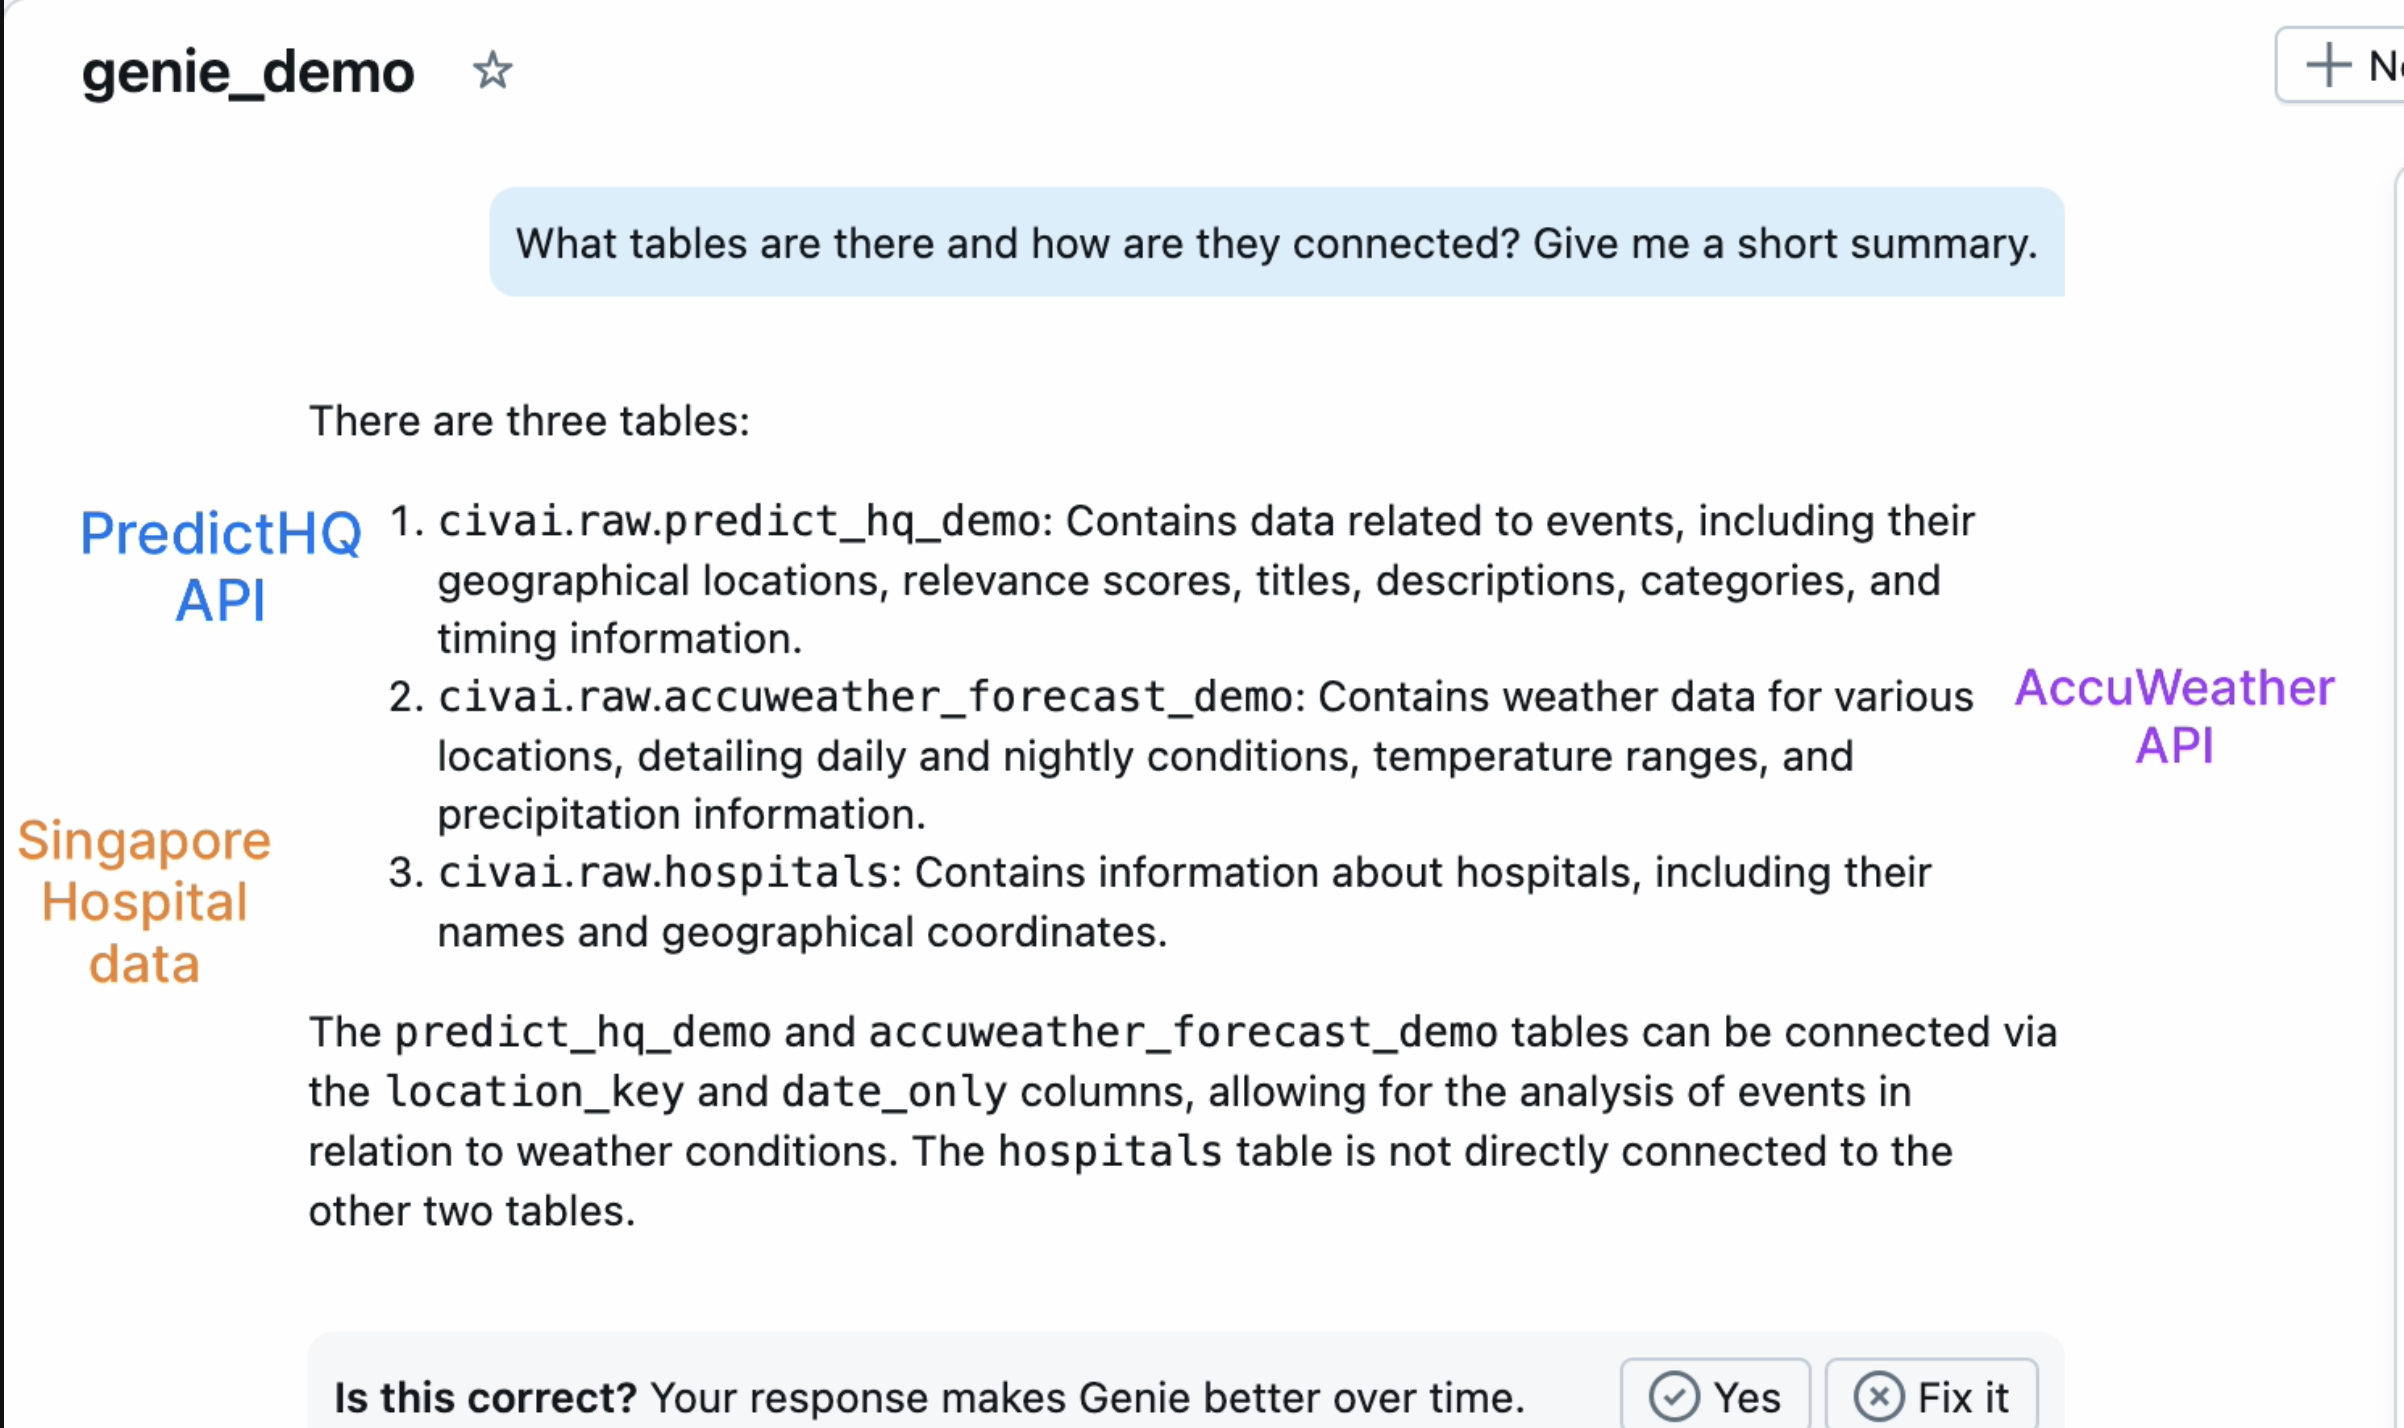 genie_demo
What tables are there and how are they connected? Give me a short summary.
There are three tables:
PredictHQ
API
1. civai.raw.predict_hq_demo: Contains data related to events, including their
geographical locations, relevance scores, titles, descriptions, categories, and
timing information.
2. civai.raw.accuweather_forecast_demo: Contains weather data for various
locations, detailing daily and nightly conditions, temperature ranges, and
precipitation information.
AccuWeather
API
Singapore
Hospital
data
3. civai.raw.hospitals: Contains information about hospitals, including their
names and geographical coordinates.
The predict_hq_demo and accuweather_forecast_demo tables can be connected via
the location_key and date_only columns, allowing for the analysis of events in
relation to weather conditions. The hospitals table is not directly connected to the
other two tables.
Is this correct? Your response makes Genie better over time.
Yes
Fix it